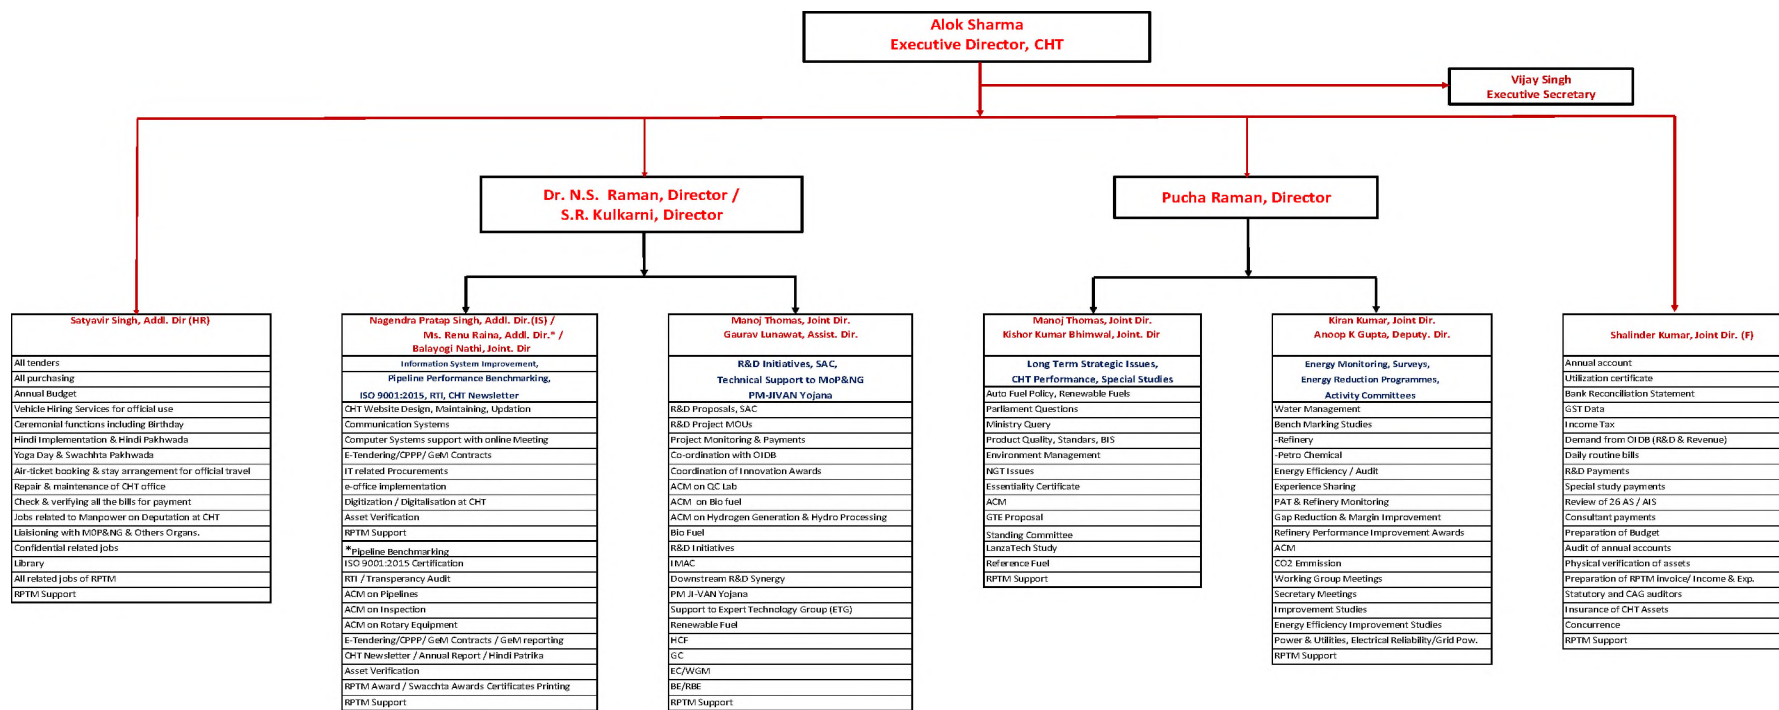 Alok Sharma
Executive Director, CHT
Vijay Singh
Executive Secretary
Dr. N.S. Raman, Director /
S.R. Kulkarni, Director
Pucha Raman, Director
Satyavir Singh, Addl. Dir (HR)
All tenders
All purchasing
Annual Budget
Vehicle Hiring Services for official use
Ceremonial functions including Birthday
Hindi Implementation & Hindi Pakhwada
Yoga Day & Swachhta Pakhwada
Air-ticket booking & stay arrangement for official travel
Repair & maintenance of CHT office
Check & verifying all the bills for payment
Jobs related to Manpower on Deputation at CHT
Liaisioning with M0P&NG & Others Organs.
Confidential related jobs
Library
All related jobs of RPTM
RPTM Support
Nagendra Pratap Singh, Addl. Dir.(IS) /
Ms. Renu Raina, Addl. Dir.* /
Balayogi Nathi, Joint. Dir
Information System Improvement,
Pipeline Performance Benchmarking,
ISO 9001:2015, RTI, CHT Newsletter
CHT Website Design, Maintaining, Updation
Communication Systems
Computer Systems support with online Meeting
E-Tendering/CPPP/ GeM Contracts
IT related Procurements
e-office implementation
Digitization / Digitalisation at CHT
Asset Verification
RPTM Support
*Pipeline Benchmarking
ISO 9001:2015 Certification
RTI / Transperancy Audit
ACM on Pipelines
ACM on Inspection
ACM on Rotary Equipment
E-Tendering/CPPP/ GeM Contracts / GeM reporting
CHT Newsletter / Annual Report / Hindi Patrika
Asset Verification
RPTM Award / Swacchta Awards Certificates Printing
RPTM Support
Manoj Thomas, Joint Dir.
Gaurav Lunawat, Assist. Dir.
R&D Initiatives, SAC,
Technical Support to MoP&NG
PM-JIVAN Yojana
R&D Proposals, SAC
R&D Project MOUs
Project Monitoring & Payments
Co-ordination with OIDB
Coordination of Innovation Awards
ACM on QC Lab
ACM on Bio fuel
ACM on Hydrogen Generation & Hydro Processing
Bio Fuel
R&D Initiatives
IMAC
Downstream R&D Synergy
PM JI-VAN Yojana
Support to Expert Technology Group (ETG)
Renewable Fuel
HCF
GC
EC/WGM
BE/RBE
RPTM Support
Manoj Thomas, Joint Dir.
Kishor Kumar Bhimwal, Joint. Dir
Long Term Strategic Issues,
CHT Performance, Special Studies
Auto Fuel Policy, Renewable Fuels
Parliament Questions
Ministry Query
Product Quality, Standars, BIS
Environment Management
NGT Issues
Essentiality Certificate
ACM
GTE Proposal
Standing Committee
LanzaTech Study
Reference Fuel
RPTM Support
Kiran Kumar, Joint Dir.
Anoop K Gupta, Deputy. Dir.
Energy Monitoring, Surveys,
Energy Reduction Programmes,
Activity Committees
Water Management
Bench Marking Studies
-Refinery
-Petro Chemical
Energy Efficiency / Audit
Experience Sharing
PAT & Refinery Monitoring
Gap Reduction & Margin Improvement
Refinery Performance Improvement Awards
ACM
CO2 Emmission
Working Group Meetings
Secretary Meetings
Improvement Studies
Energy Efficiency Improvement Studies
Power & Utilities, Electrical Reliability/Grid Pow.
RPTM Support
Shalinder Kumar, Joint Dir. (F)
Annual account
Utilization certificate
Bank Reconciliation Statement
GST Data
Income Tax
Demand from OIDB (R&D & Revenue)
Daily routine bills
R&D Payments
Special study payments
Review of 26 AS / AIS
Consultant payments
Preparation of Budget
Audit of annual accounts
Physical verification of assets
Preparation of RPTM invoice/ Income & Exp.
Statutory and CAG auditors
Insurance of CHT Assets
Concurrence
RPTM Support